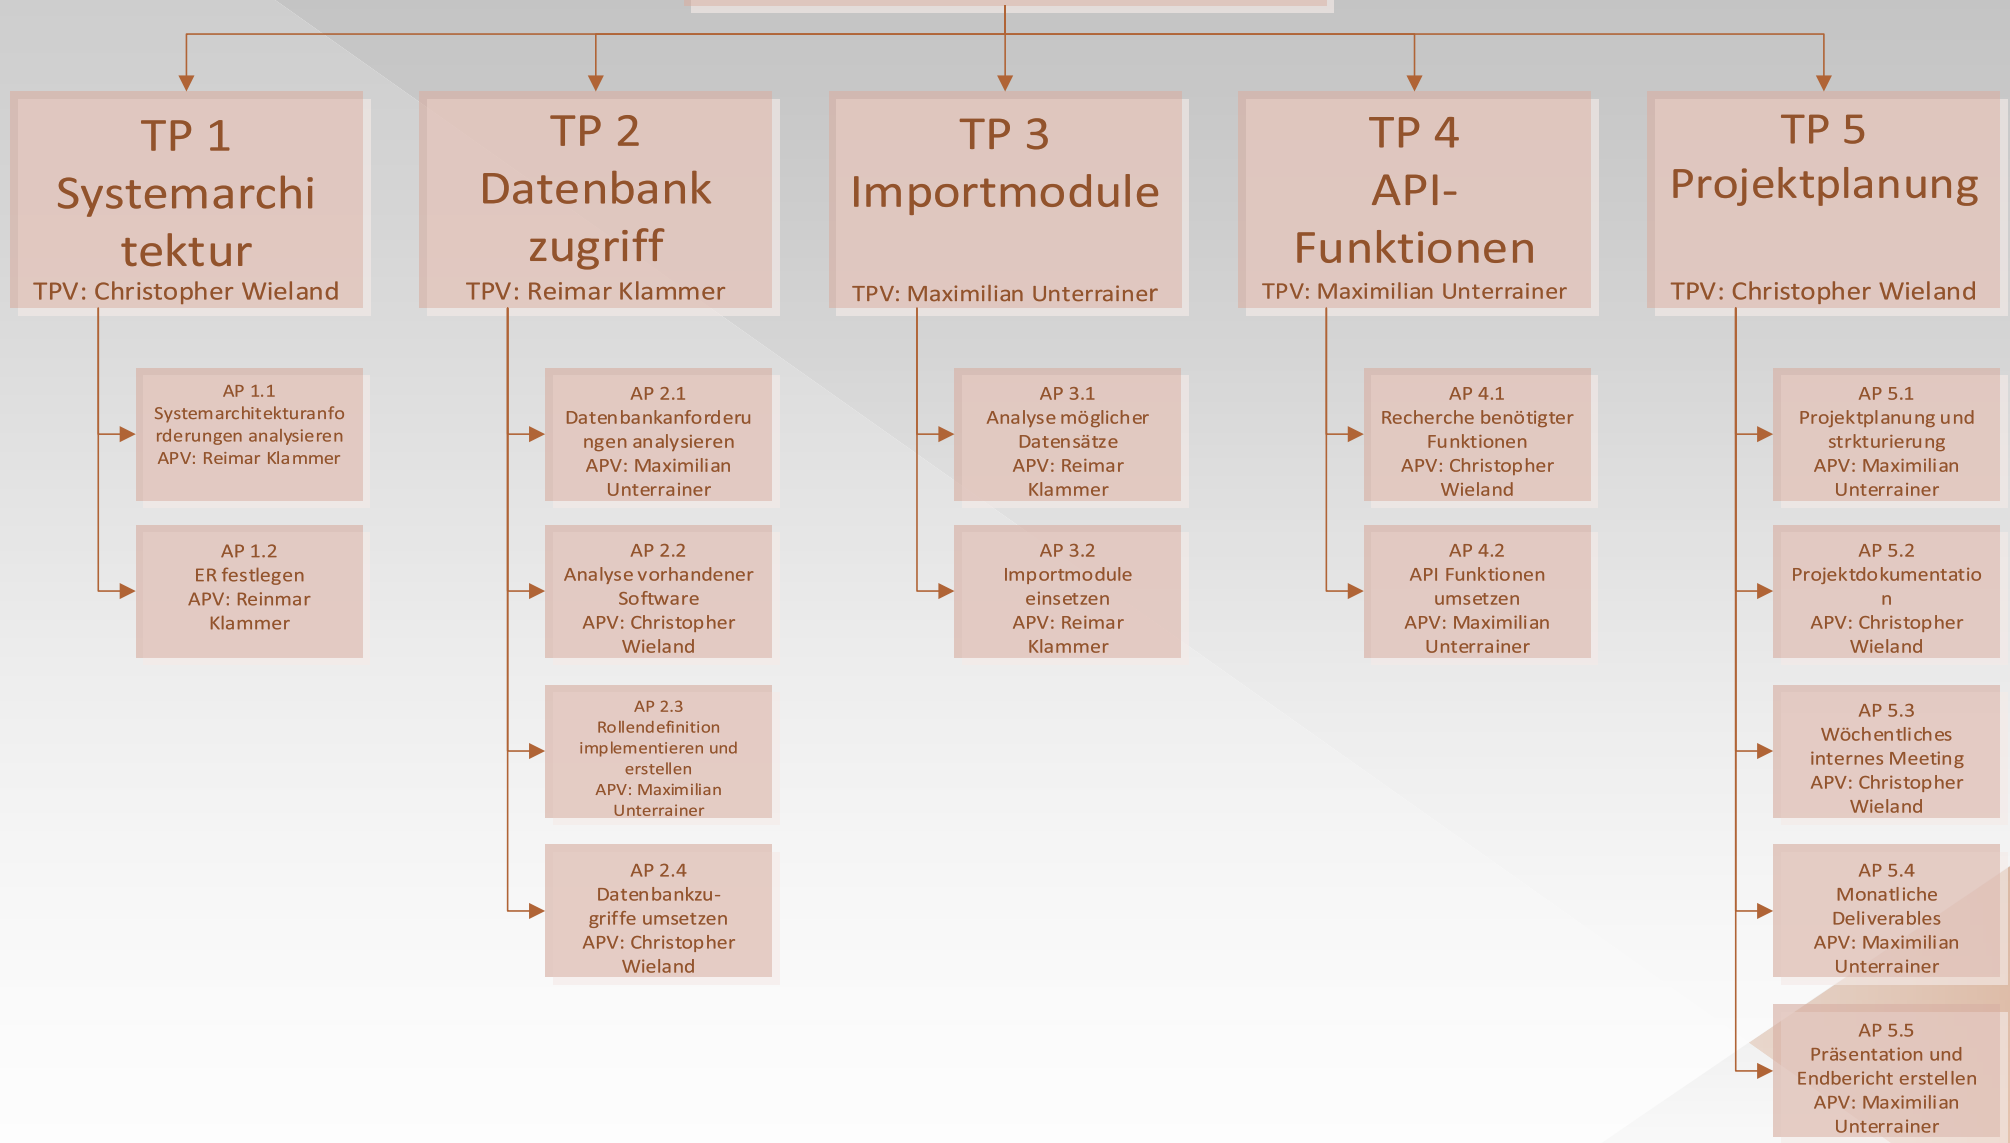 TP 1
Systemarchi
tektur
TPV: Christopher Wieland
TP 2
Datenbank
zugriff
TPV: Reimar Klammer
TP 3
Importmodule
TPV: Maximilian Unterrainer
TP 4
API-
Funktionen
TPV: Maximilian Unterrainer
TP 5
Projektplanung
TPV: Christopher Wieland
AP 1.1
Systemarchitekturanfo
rderungen analysieren
APV: Reimar Klammer
AP 1.2
ER festlegen
APV: Reinmar
Klammer
AP 2.1
Datenbankanforderu
ngen analysieren
APV: Maximilian
Unterrainer
AP 2.2
Analyse vorhandener
Software
APV: Christopher
Wieland
AP 2.3
Rollendefinition
implementieren und
erstellen
APV: Maximilian
Unterrainer
AP 2.4
Datenbankzu-
griffe umsetzen
APV: Christopher
Wieland
AP 3.1
Analyse möglicher
Datensätze
APV: Reimar
Klammer
AP 3.2
Importmodule
einsetzen
APV: Reimar
Klammer
AP 4.1
Recherche benötigter
Funktionen
APV: Christopher
Wieland
AP 4.2
API Funktionen
umsetzen
APV: Maximilian
Unterrainer
AP 5.1
Projektplanung und
strkturierung
APV: Maximilian
Unterrainer
AP 5.2
Projektdokumentatio
n
APV: Christopher
Wieland
AP 5.3
Wöchentliches
internes Meeting
APV: Christopher
Wieland
AP 5.4
Monatliche
Deliverables
APV: Maximilian
Unterrainer
AP 5.5
Präsentation und
Endbericht erstellen
APV: Maximilian
Unterrainer